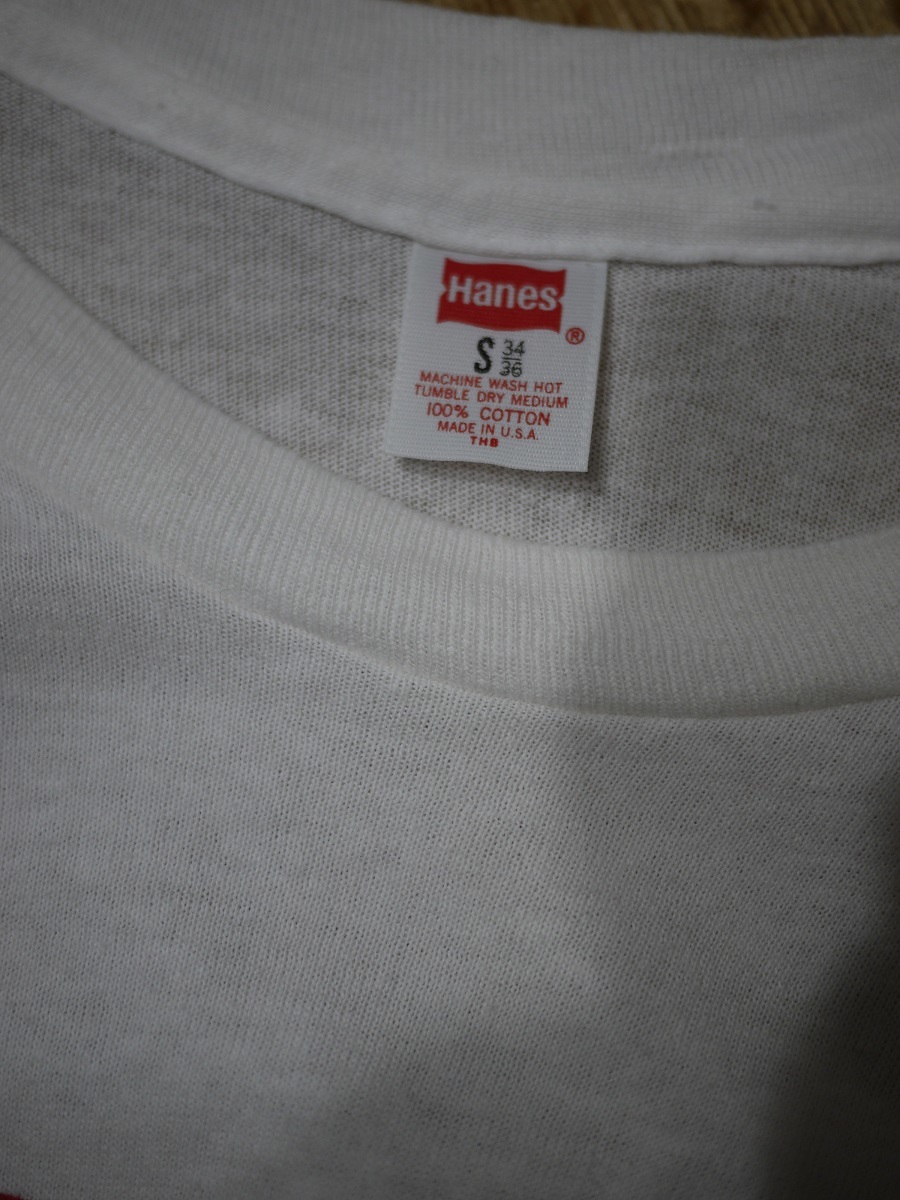 Hanes
®
S 34/36
MACHINE WASH HOT
TUMBLE DRY MEDIUM
100% COTTON
MADE IN U.S.A.
THB